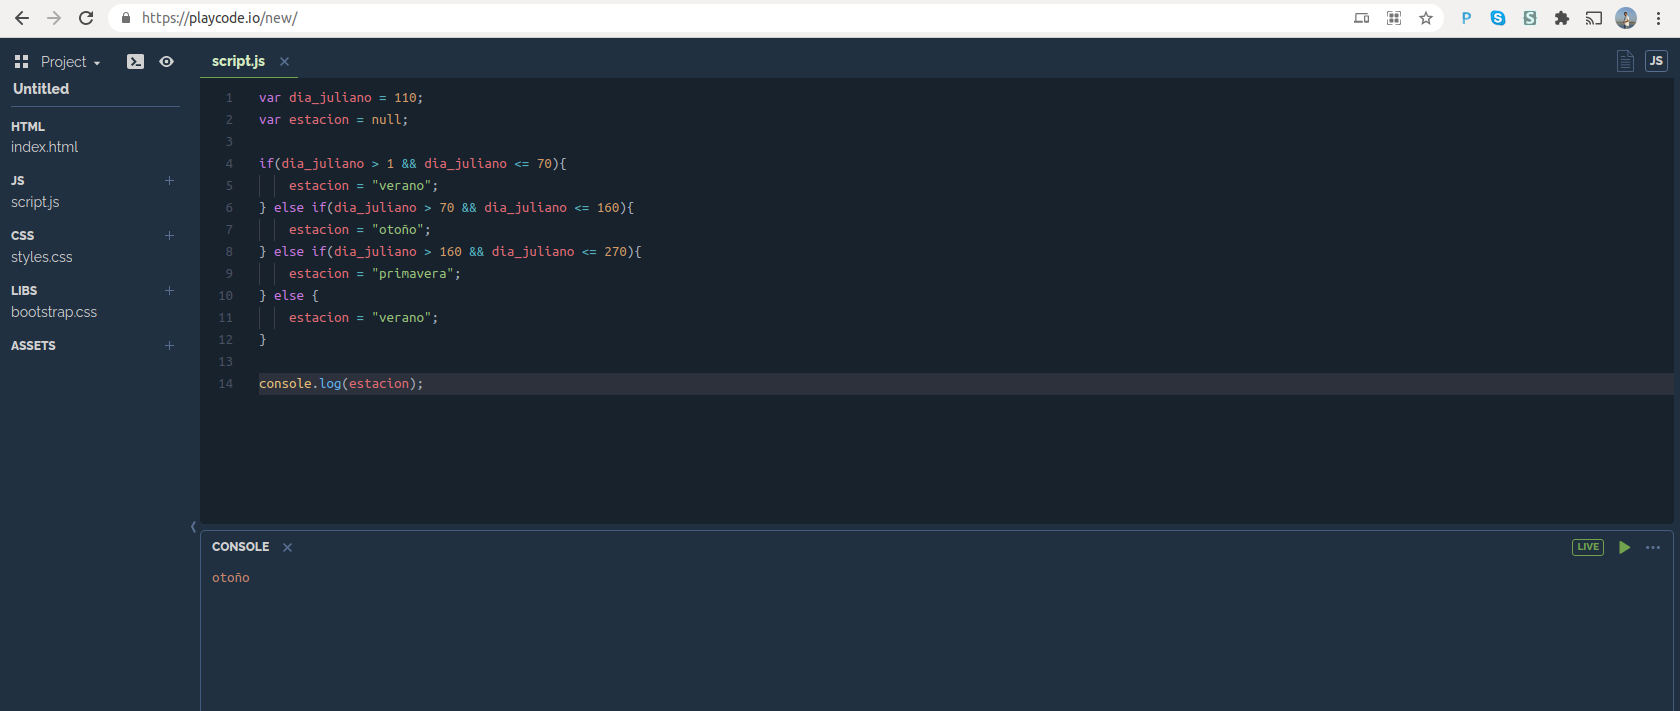 https://playcode.io/new/
P S S
Project
script.js
JS
Untitled
HTML
index.html
JS +
script.js
CSS +
styles.css
LIBS +
bootstrap.css
ASSETS +
1 var dia_juliano = 110;
2 var estacion = null;
3
4 if(dia_juliano > 1 && dia_juliano <= 70){
5 estacion = "verano";
6 } else if(dia_juliano > 70 && dia_juliano <= 160){
7 estacion = "otoño";
8 } else if(dia_juliano > 160 && dia_juliano <= 270){
9 estacion = "primavera";
10 } else {
11 estacion = "verano";
12 }
13
14 console.log(estacion);
CONSOLE
LIVE
otoño